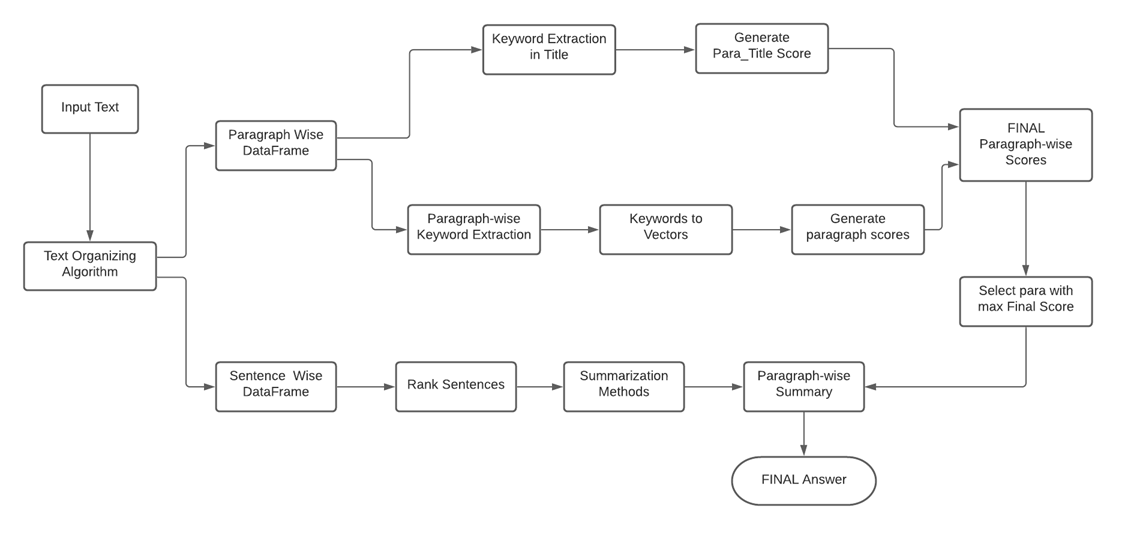 Keyword Extraction
in Title
Generate
Para_Title Score
Input Text
Paragraph Wise
DataFrame
FINAL
Paragraph-wise
Scores
Paragraph-wise
Keyword Extraction
Keywords to
Vectors
Generate
paragraph scores
Text Organizing
Algorithm
Select para with
max Final Score
Sentence  Wise
DataFrame
Rank Sentences
Summarization
Methods
Paragraph-wise
Summary
FINAL Answer